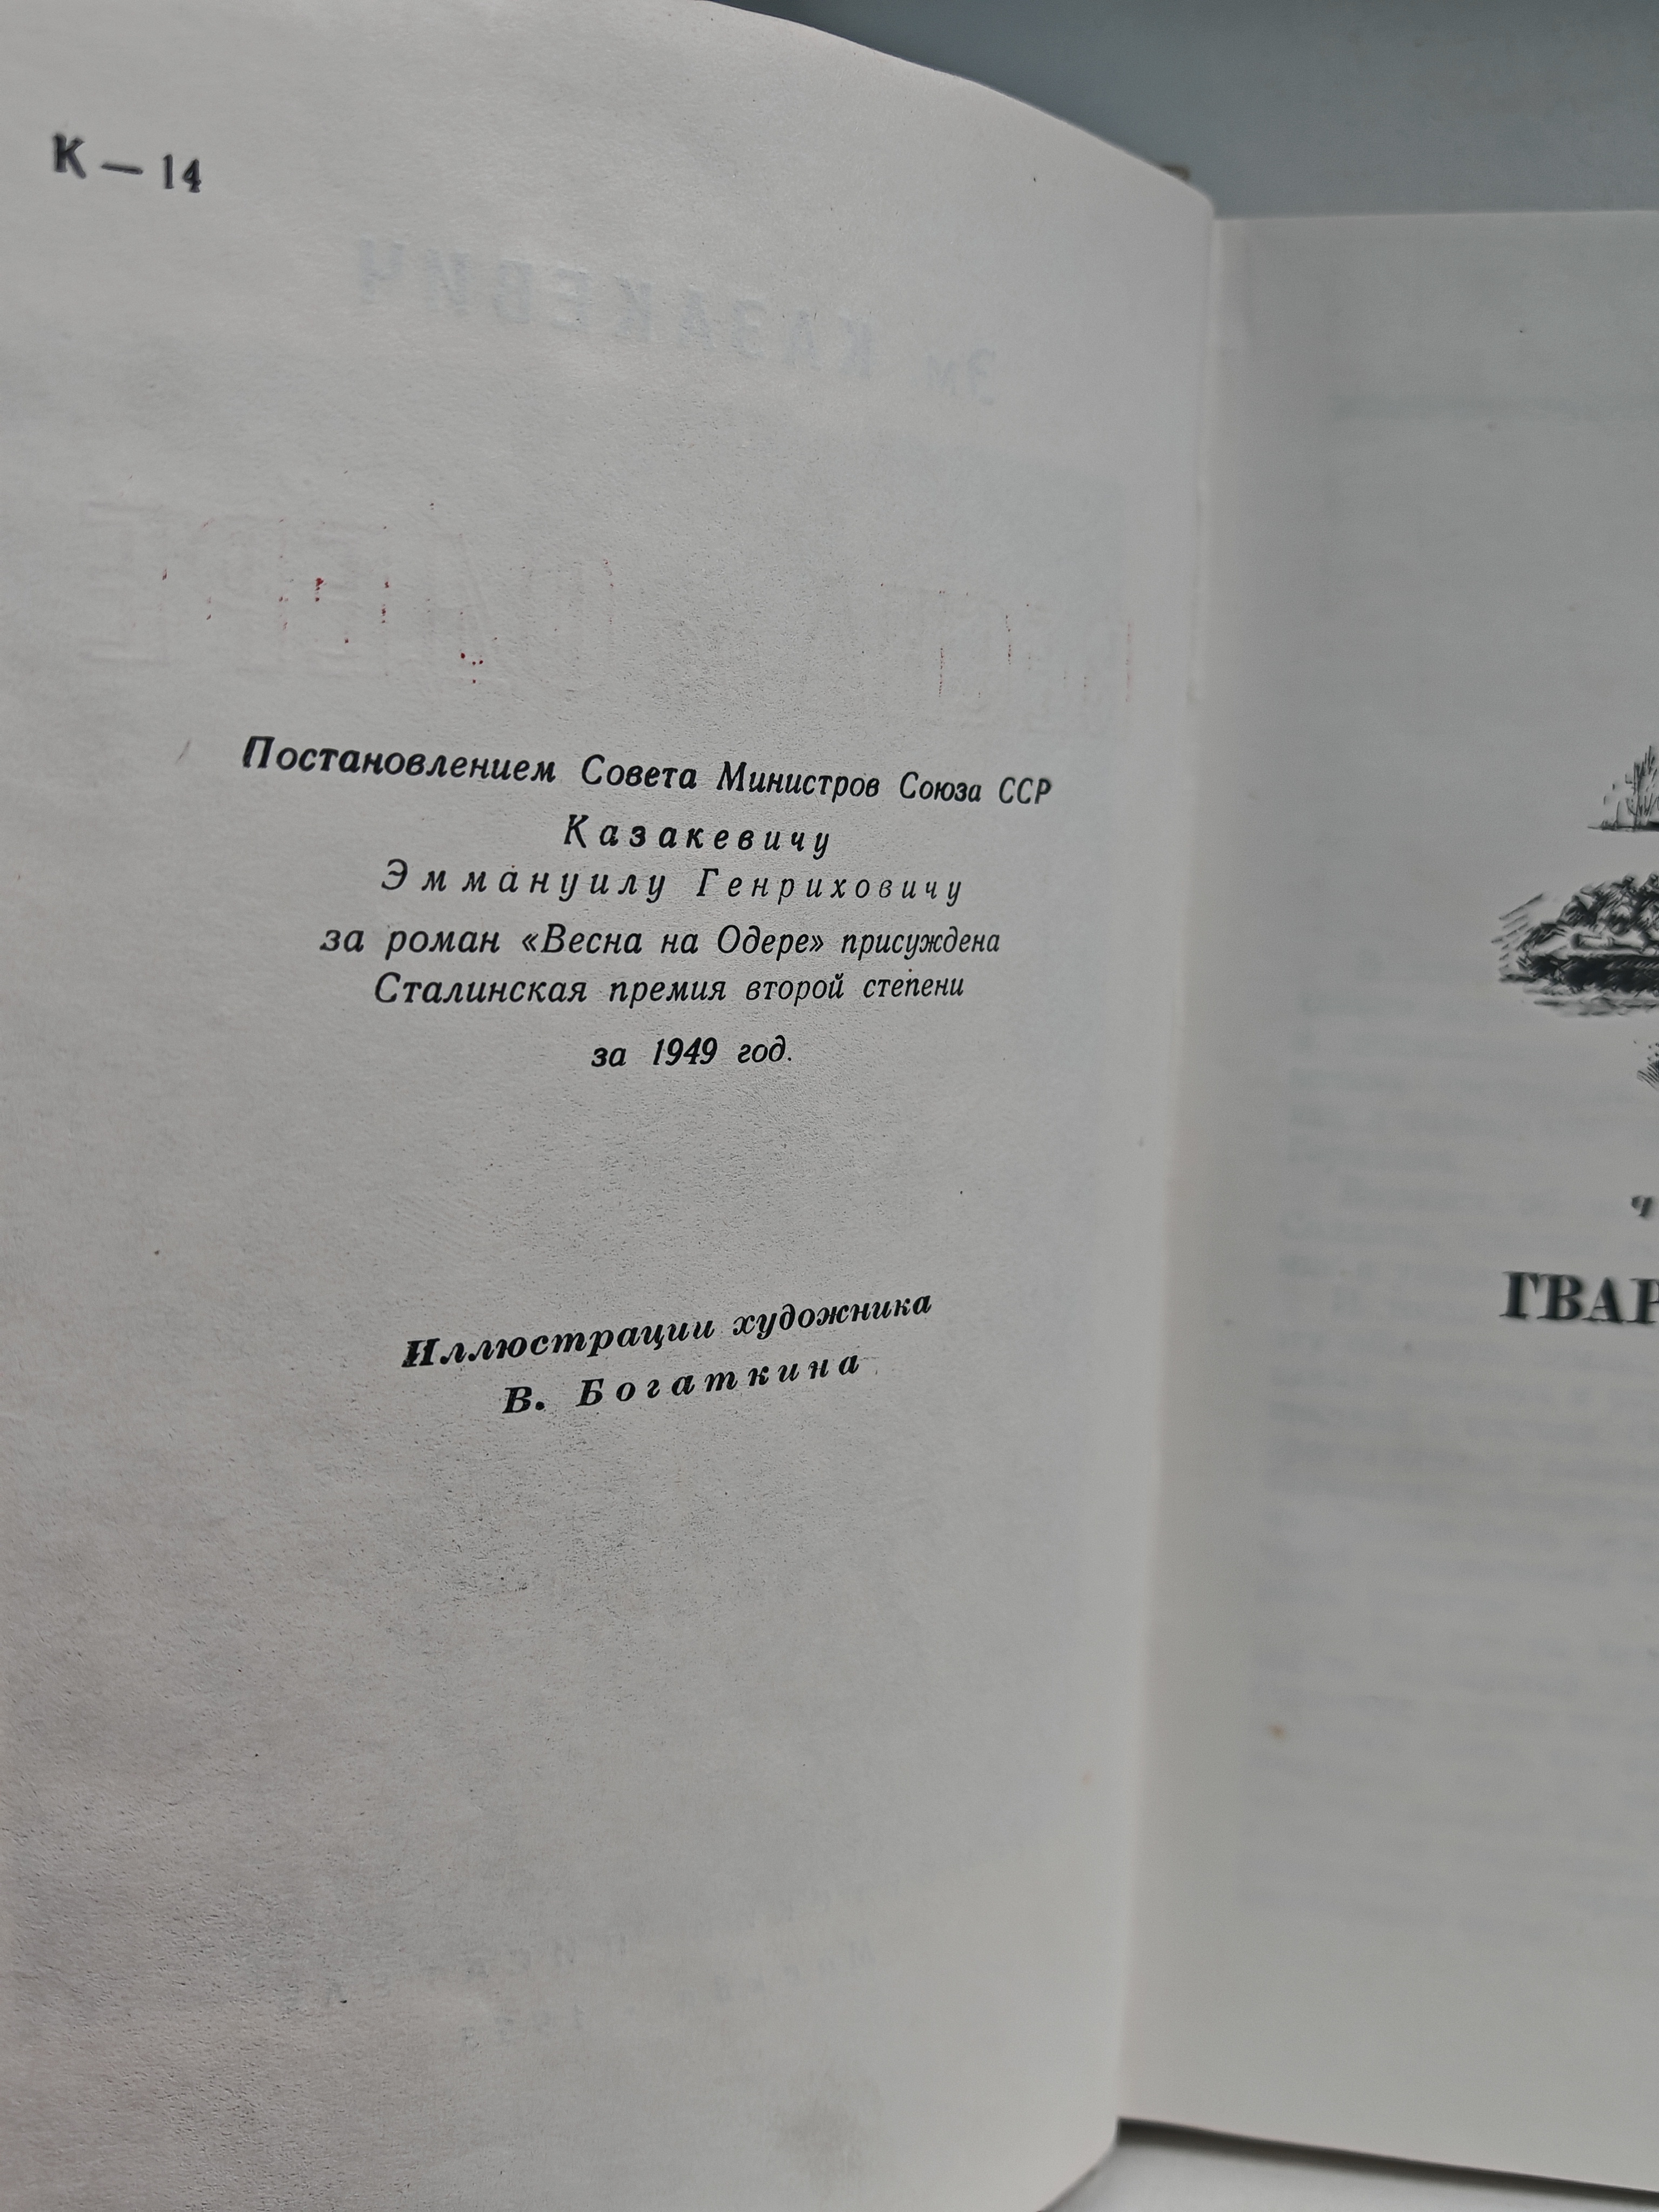 К — 14
Постановлением Совета Министров Союза ССР
Казакевичу
Эммануилу Генриховичу
за роман «Весна на Одере» присуждена
Сталинская премия второй степени
за 1949 год.
Иллюстрации художника
В. Богаткина